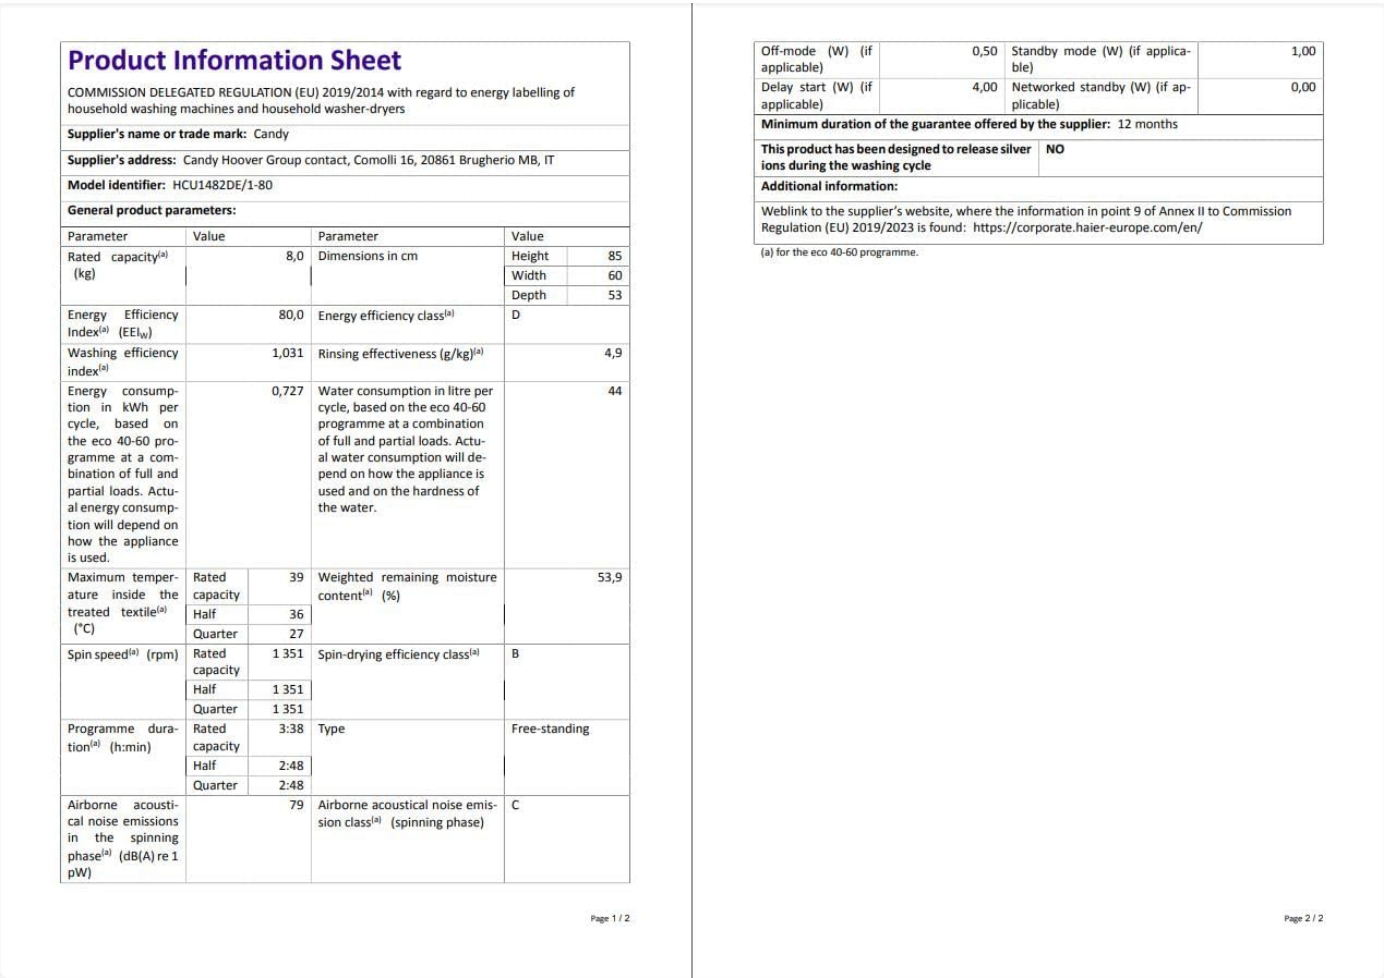 Product Information Sheet
COMMISSION DELEGATED REGULATION (EU) 2019/2014 with regard to energy labelling of
household washing machines and household washer-dryers
Supplier's name or trade mark: Candy
Supplier's address: Candy Hoover Group contact, Comolli 16, 20861 Brugherio MB, IT
Model identifier: HCU1482DE/1-80
General product parameters:
Parameter Value Parameter Value
Rated capacity(a)
(kg)
8,0
Dimensions in cm
Height 85
Width 60
Depth 53
Energy Efficiency
Index(a) (EEIW)
80,0
Energy efficiency class(a)
D
Washing efficiency
index(a)
1,031
Rinsing effectiveness (g/kg)(a)
4,9
Energy consump-
tion in kWh per
cycle, based on
the eco 40-60 pro-
gramme at a com-
bination of full and
partial loads. Actu-
al energy consump-
tion will depend on
how the appliance
is used.
0,727
Water consumption in litre per
cycle, based on the eco 40-60
programme at a combination
of full and partial loads. Actu-
al water consumption will de-
pend on how the appliance is
used and on the hardness of
the water.
44
Maximum temper-
ature inside the
treated textile(a)
(°C)
Rated
capacity
39
Half 36
Quarter 27
Weighted remaining moisture
content(a) (%)
53,9
Spin speed(a) (rpm)
Rated
capacity
1 351
Half 1 351
Quarter 1 351
Spin-drying efficiency class(a)
B
Programme dura-
tion(a) (h:min)
Rated
capacity
3:38
Half 2:48
Quarter 2:48
Type
Free-standing
Airborne acousti-
cal noise emissions
in the spinning
phase(a) (dB(A) re 1
pW)
79
Airborne acoustical noise emis-
sion class(a) (spinning phase)
C
Page 1 / 2
Off-mode (W) (if
applicable)
0,50
Standby mode (W) (if applica-
ble)
1,00
Delay start (W) (if
applicable)
4,00
Networked standby (W) (if ap-
plicable)
0,00
Minimum duration of the guarantee offered by the supplier: 12 months
This product has been designed to release silver
ions during the washing cycle
NO
Additional information:
Weblink to the supplier's website, where the information in point 9 of Annex II to Commission
Regulation (EU) 2019/2023 is found: https://corporate.haier-europe.com/en/
(a) for the eco 40-60 programme.
Page 2 / 2